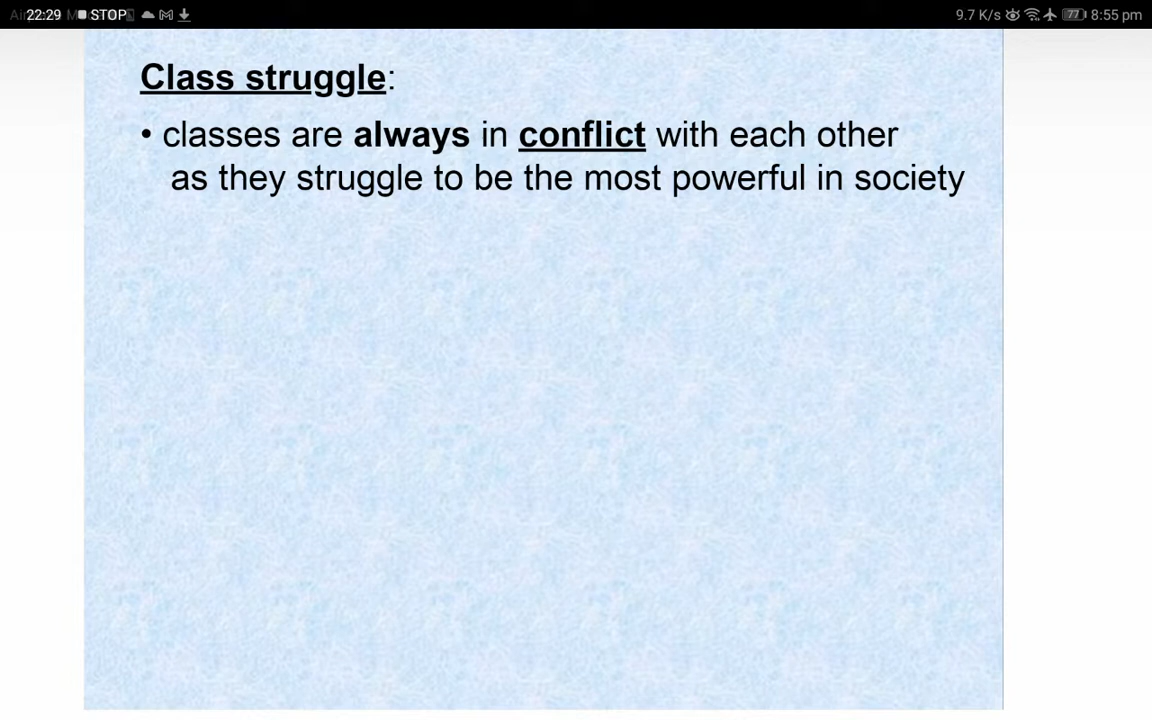 22:29 STOP 9.7 K/s 77 8:55 pm
Class struggle:
• classes are always in conflict with each other
as they struggle to be the most powerful in society